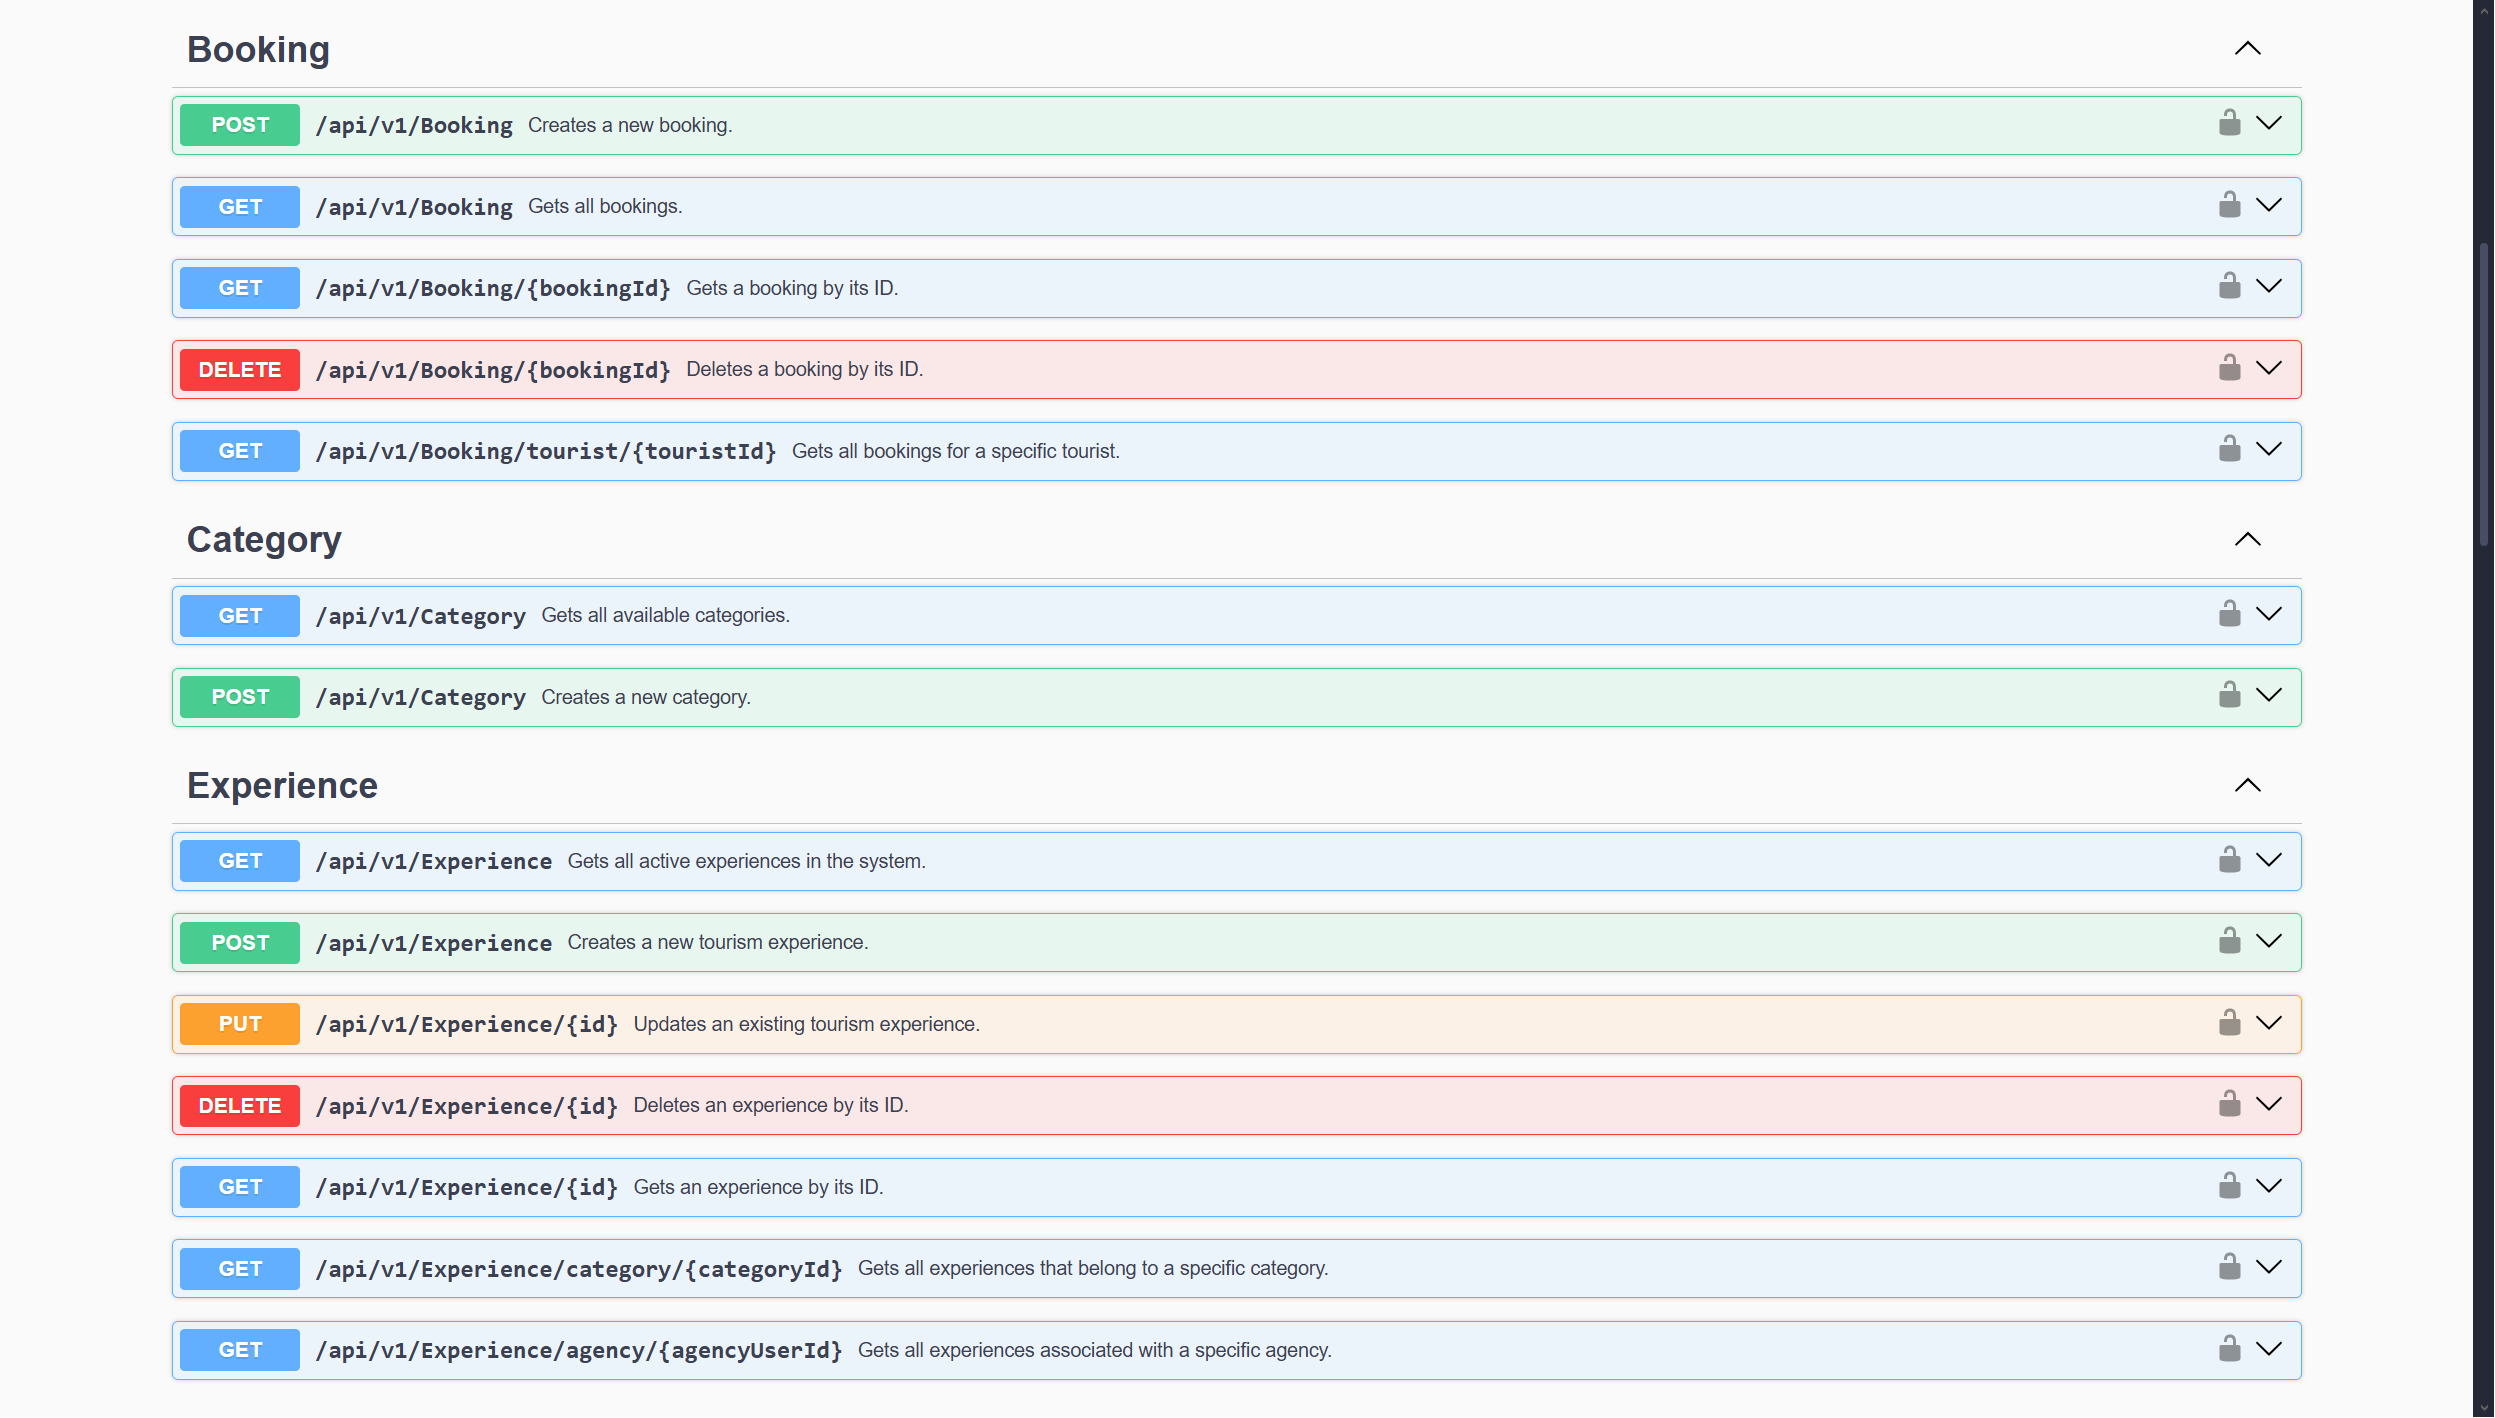 Booking
POST /api/v1/Booking Creates a new booking.
GET /api/v1/Booking Gets all bookings.
GET /api/v1/Booking/{bookingId} Gets a booking by its ID.
DELETE /api/v1/Booking/{bookingId} Deletes a booking by its ID.
GET /api/v1/Booking/tourist/{touristId} Gets all bookings for a specific tourist.
Category
GET /api/v1/Category Gets all available categories.
POST /api/v1/Category Creates a new category.
Experience
GET /api/v1/Experience Gets all active experiences in the system.
POST /api/v1/Experience Creates a new tourism experience.
PUT /api/v1/Experience/{id} Updates an existing tourism experience.
DELETE /api/v1/Experience/{id} Deletes an experience by its ID.
GET /api/v1/Experience/{id} Gets an experience by its ID.
GET /api/v1/Experience/category/{categoryId} Gets all experiences that belong to a specific category.
GET /api/v1/Experience/agency/{agencyUserId} Gets all experiences associated with a specific agency.